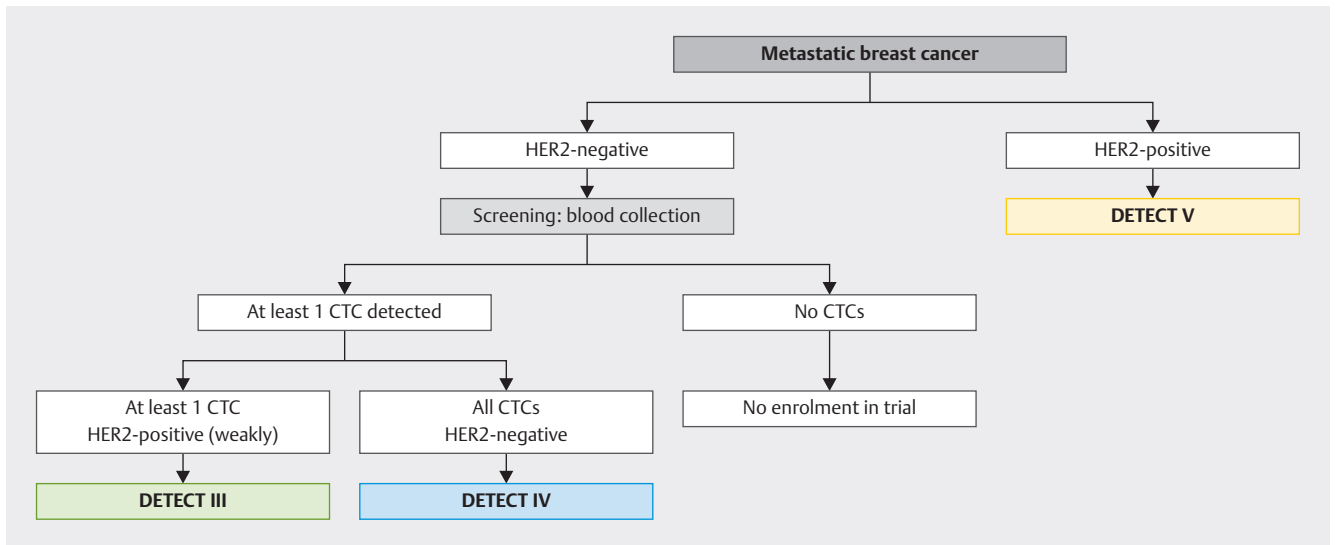 Metastatic breast cancer
HER2-negative
HER2-positive
Screening: blood collection
DETECT V
At least 1 CTC detected
No CTCs
At least 1 CTC
HER2-positive (weakly)
All CTCs
HER2-negative
No enrolment in trial
DETECT III
DETECT IV